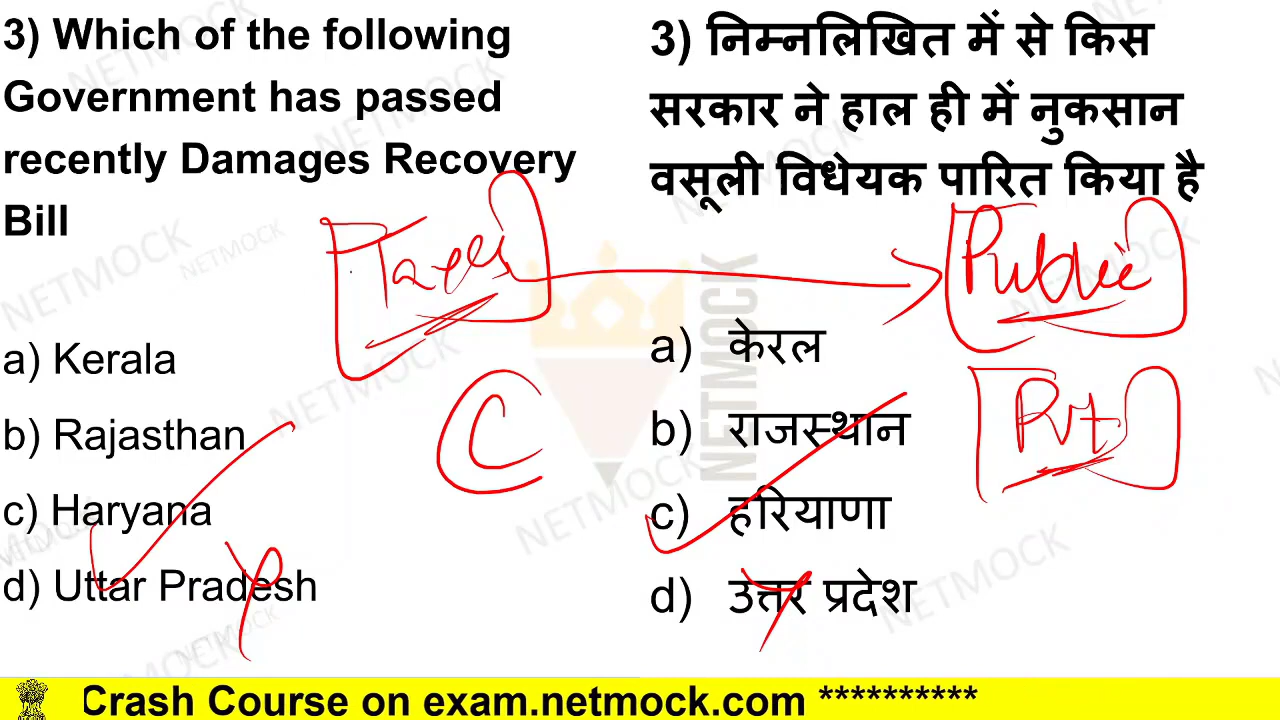 3) Which of the following
Government has passed
recently Damages Recovery
Bill
a) Kerala
b) Rajasthan
c) Haryana
d) Uttar Pradesh
3) निम्नलिखित में से किस
सरकार ने हाल ही में नुकसान
वसूली विधेयक पारित किया है
Public
a) केरल
b) राजस्थान
c) हरियाणा
d) उत्तर प्रदेश
C
Pvt
NETMOCK
Crash Course on exam.netmock.com **********